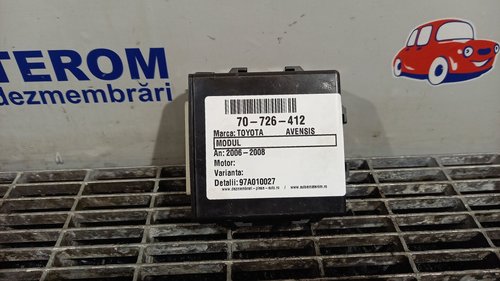 TEROM
dezmembrări
70-726-412
Marca: TOYOTA AVENSIS
MODUL
An: 2006-2008
Motor:
Varianta:
Detalii: 97A010027